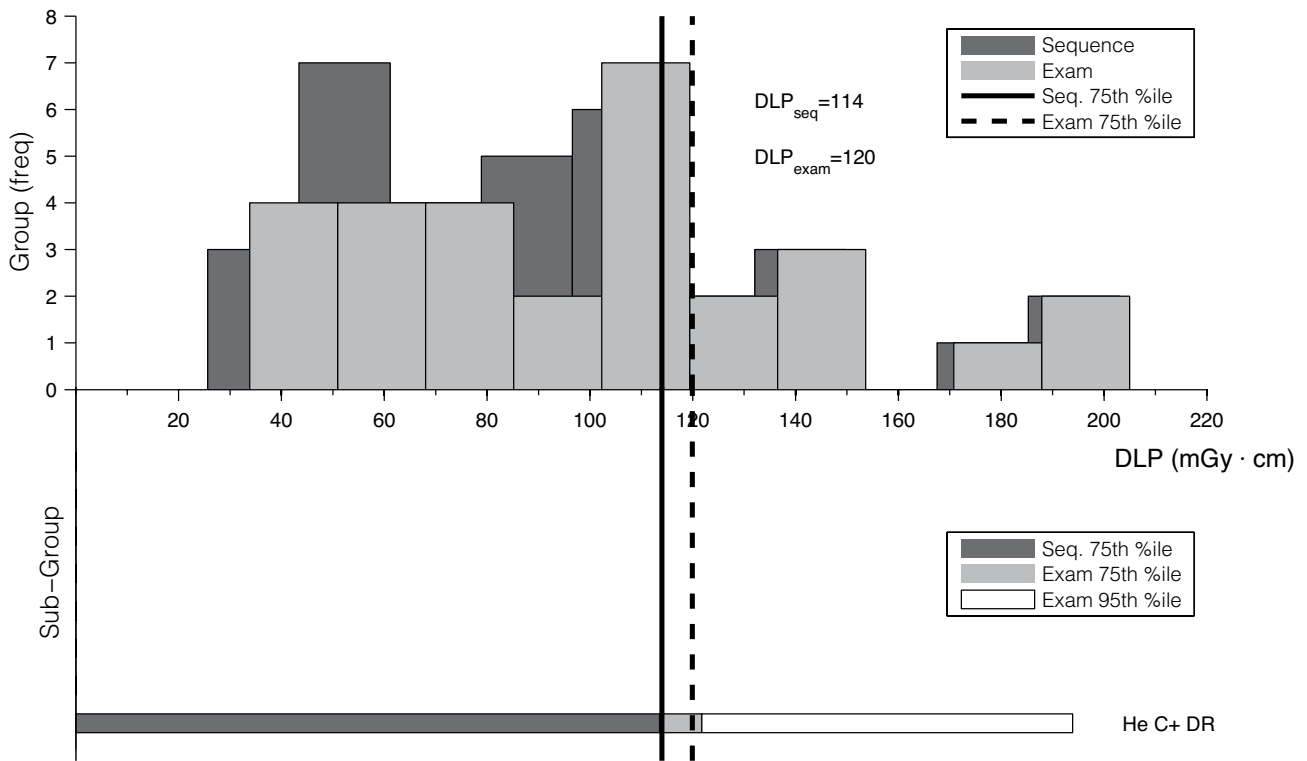 8
7
6
5
4
3
2
1
0
Group (freq)
Sequence
Exam
Seq. 75th %ile
Exam 75th %ile
DLPseq=114
DLPexam=120
20 40 60 80 100 120 140 160 180 200 220
DLP (mGy · cm)
Sub–Group
Seq. 75th %ile
Exam 75th %ile
Exam 95th %ile
He C+ DR